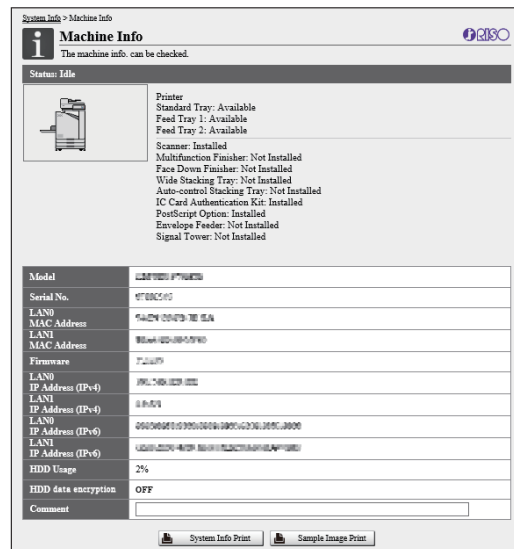 System Info > Machine Info
Machine Info
RISO
The machine info. can be checked.
Status: Idle
Printer
Standard Tray: Available
Feed Tray 1: Available
Feed Tray 2: Available
Scanner: Installed
Multifunction Finisher: Not Installed
Face Down Finisher: Not Installed
Wide Stacking Tray: Not Installed
Auto-control Stacking Tray: Not Installed
IC Card Authentication Kit: Installed
PostScript Option: Installed
Envelope Feeder: Not Installed
Signal Tower: Not Installed
Model
Serial No.
LAN0
MAC Address
LAN1
MAC Address
Firmware
LAN0
IP Address (IPv4)
LAN1
IP Address (IPv4)
LAN0
IP Address (IPv6)
LAN1
IP Address (IPv6)
HDD Usage 2%
HDD data encryption OFF
Comment
System Info Print Sample Image Print